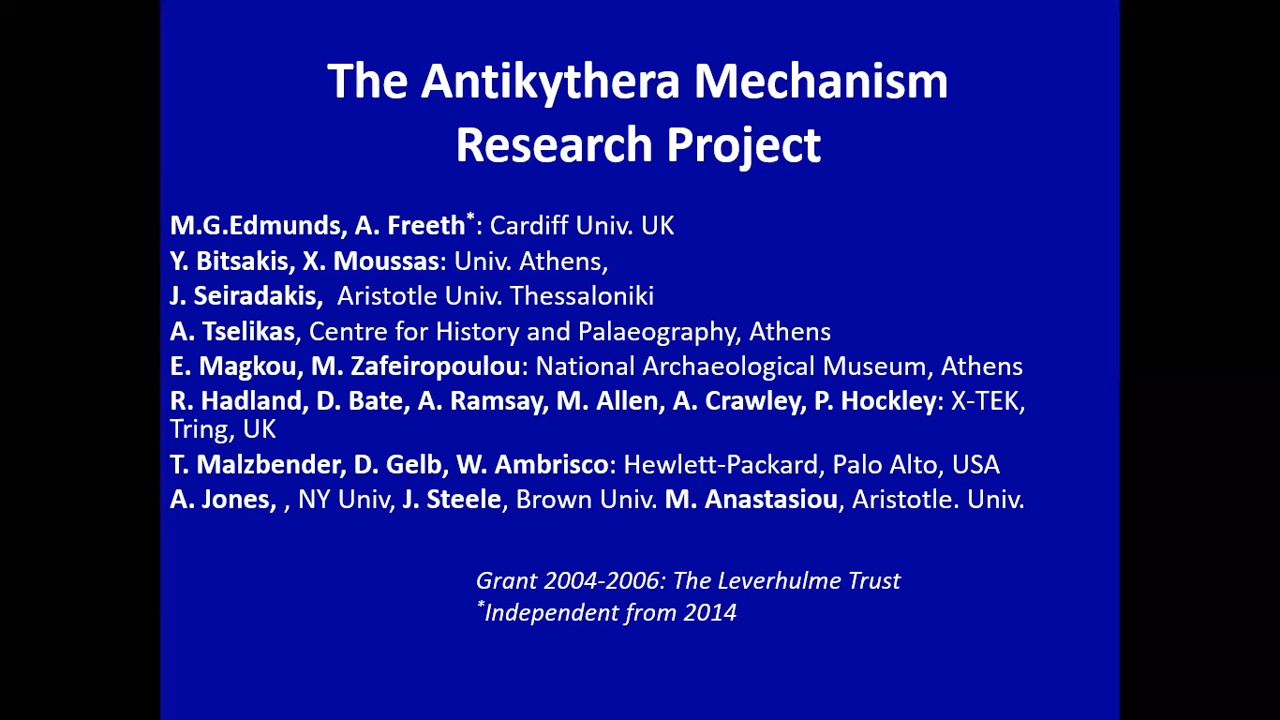 The Antikythera Mechanism
Research Project
M.G.Edmunds, A. Freeth*: Cardiff Univ. UK
Y. Bitsakis, X. Moussas: Univ. Athens,
J. Seiradakis,  Aristotle Univ. Thessaloniki
A. Tselikas, Centre for History and Palaeography, Athens
E. Magkou, M. Zafeiropoulou: National Archaeological Museum, Athens
R. Hadland, D. Bate, A. Ramsay, M. Allen, A. Crawley, P. Hockley: X-TEK,
Tring, UK
T. Malzbender, D. Gelb, W. Ambrisco: Hewlett-Packard, Palo Alto, USA
A. Jones, , NY Univ, J. Steele, Brown Univ. M. Anastasiou, Aristotle. Univ.
Grant 2004-2006: The Leverhulme Trust
*Independent from 2014